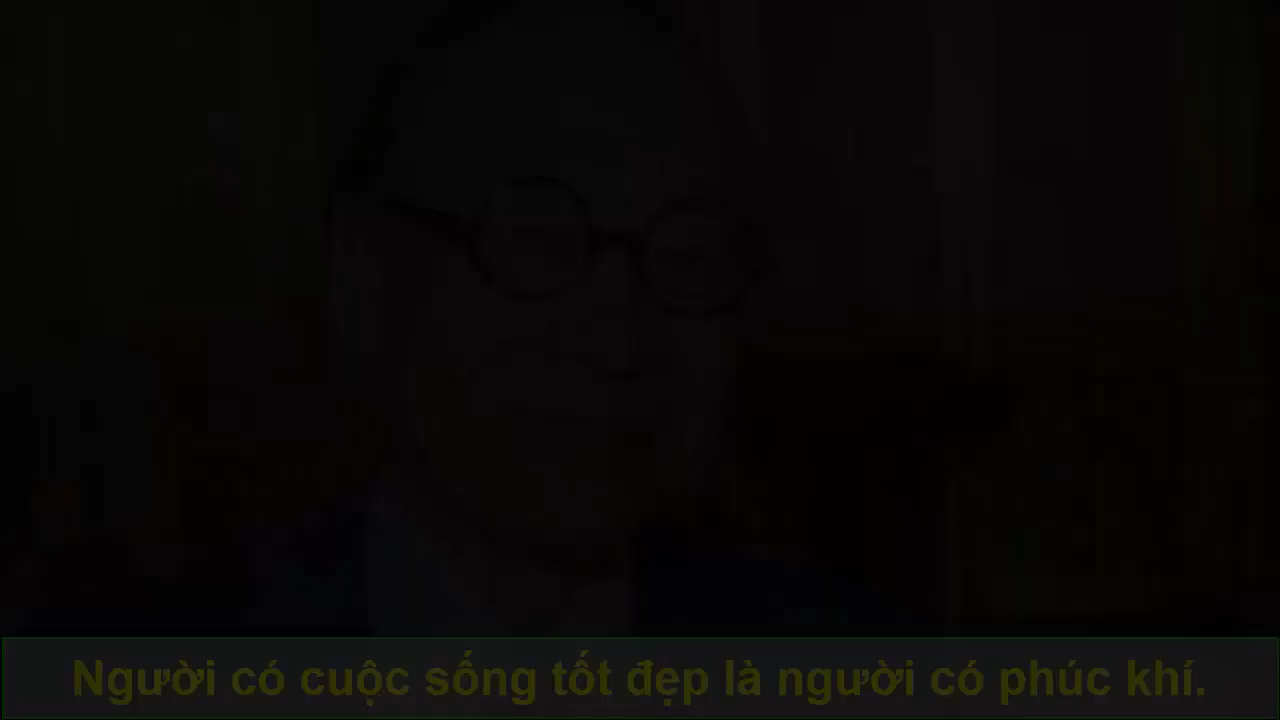 Người có cuộc sống tốt đẹp là người có phúc khí.